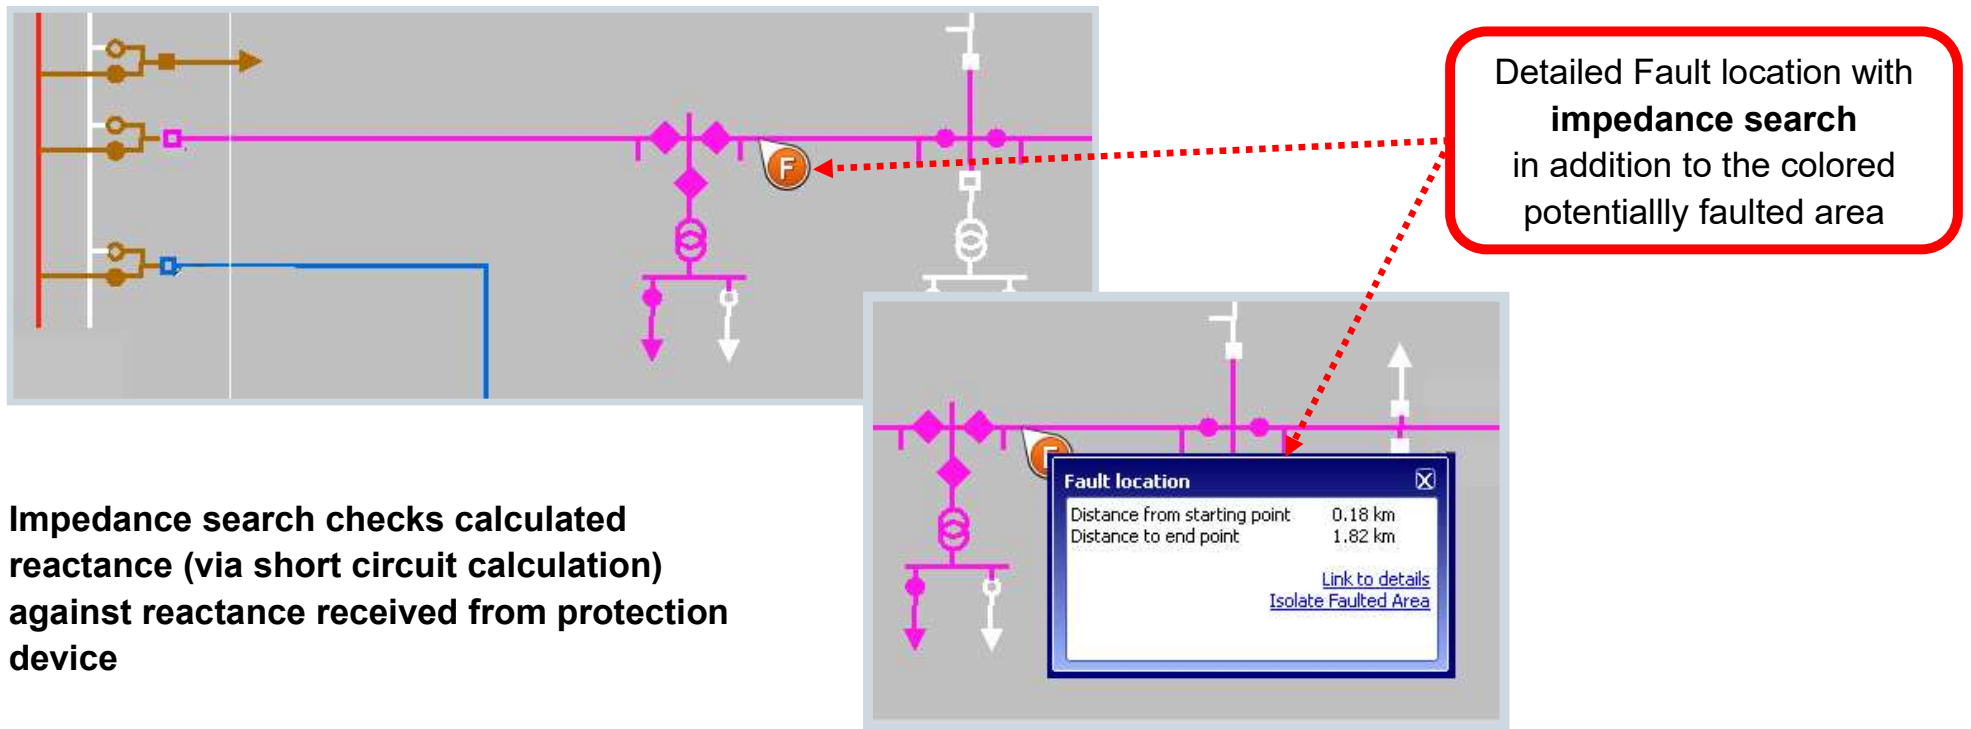 Detailed Fault location with
impedance search
in addition to the colored
potentiallly faulted area
F
F
Fault location
Distance from starting point 0.18 km
Distance to end point 1.82 km
Link to details
Isolate Faulted Area
Impedance search checks calculated
reactance (via short circuit calculation)
against reactance received from protection
device